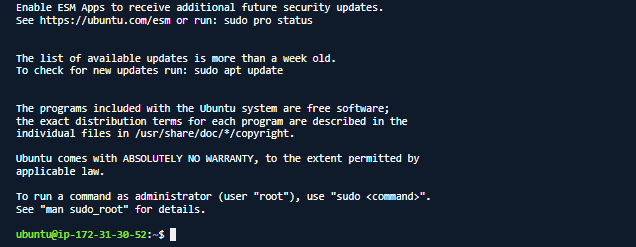 Enable ESM Apps to receive additional future security updates.
See https://ubuntu.com/esm or run: sudo pro status
The list of available updates is more than a week old.
To check for new updates run: sudo apt update
The programs included with the Ubuntu system are free software;
the exact distribution terms for each program are described in the
individual files in /usr/share/doc/*/copyright.
Ubuntu comes with ABSOLUTELY NO WARRANTY, to the extent permitted by
applicable law.
To run a command as administrator (user "root"), use "sudo <command>".
See "man sudo_root" for details.
ubuntu@ip-172-31-30-52:~$